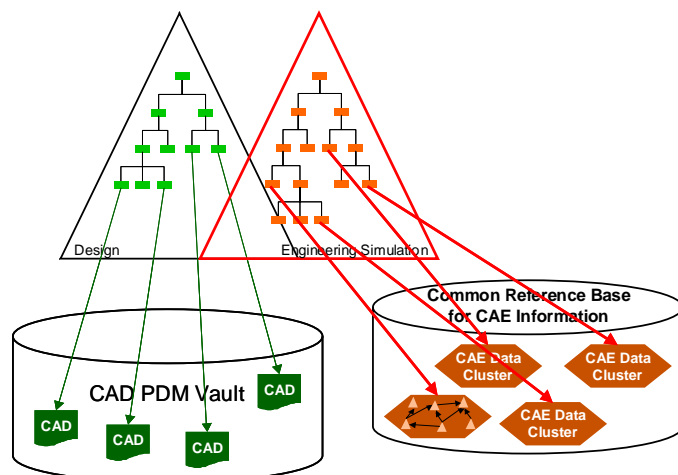 Design
Engineering Simulation
Common Reference Base
for CAE Information
CAE Data
Cluster
CAE Data
Cluster
CAD PDM Vault
CAD
CAD
CAD
CAD
CAE Data
Cluster